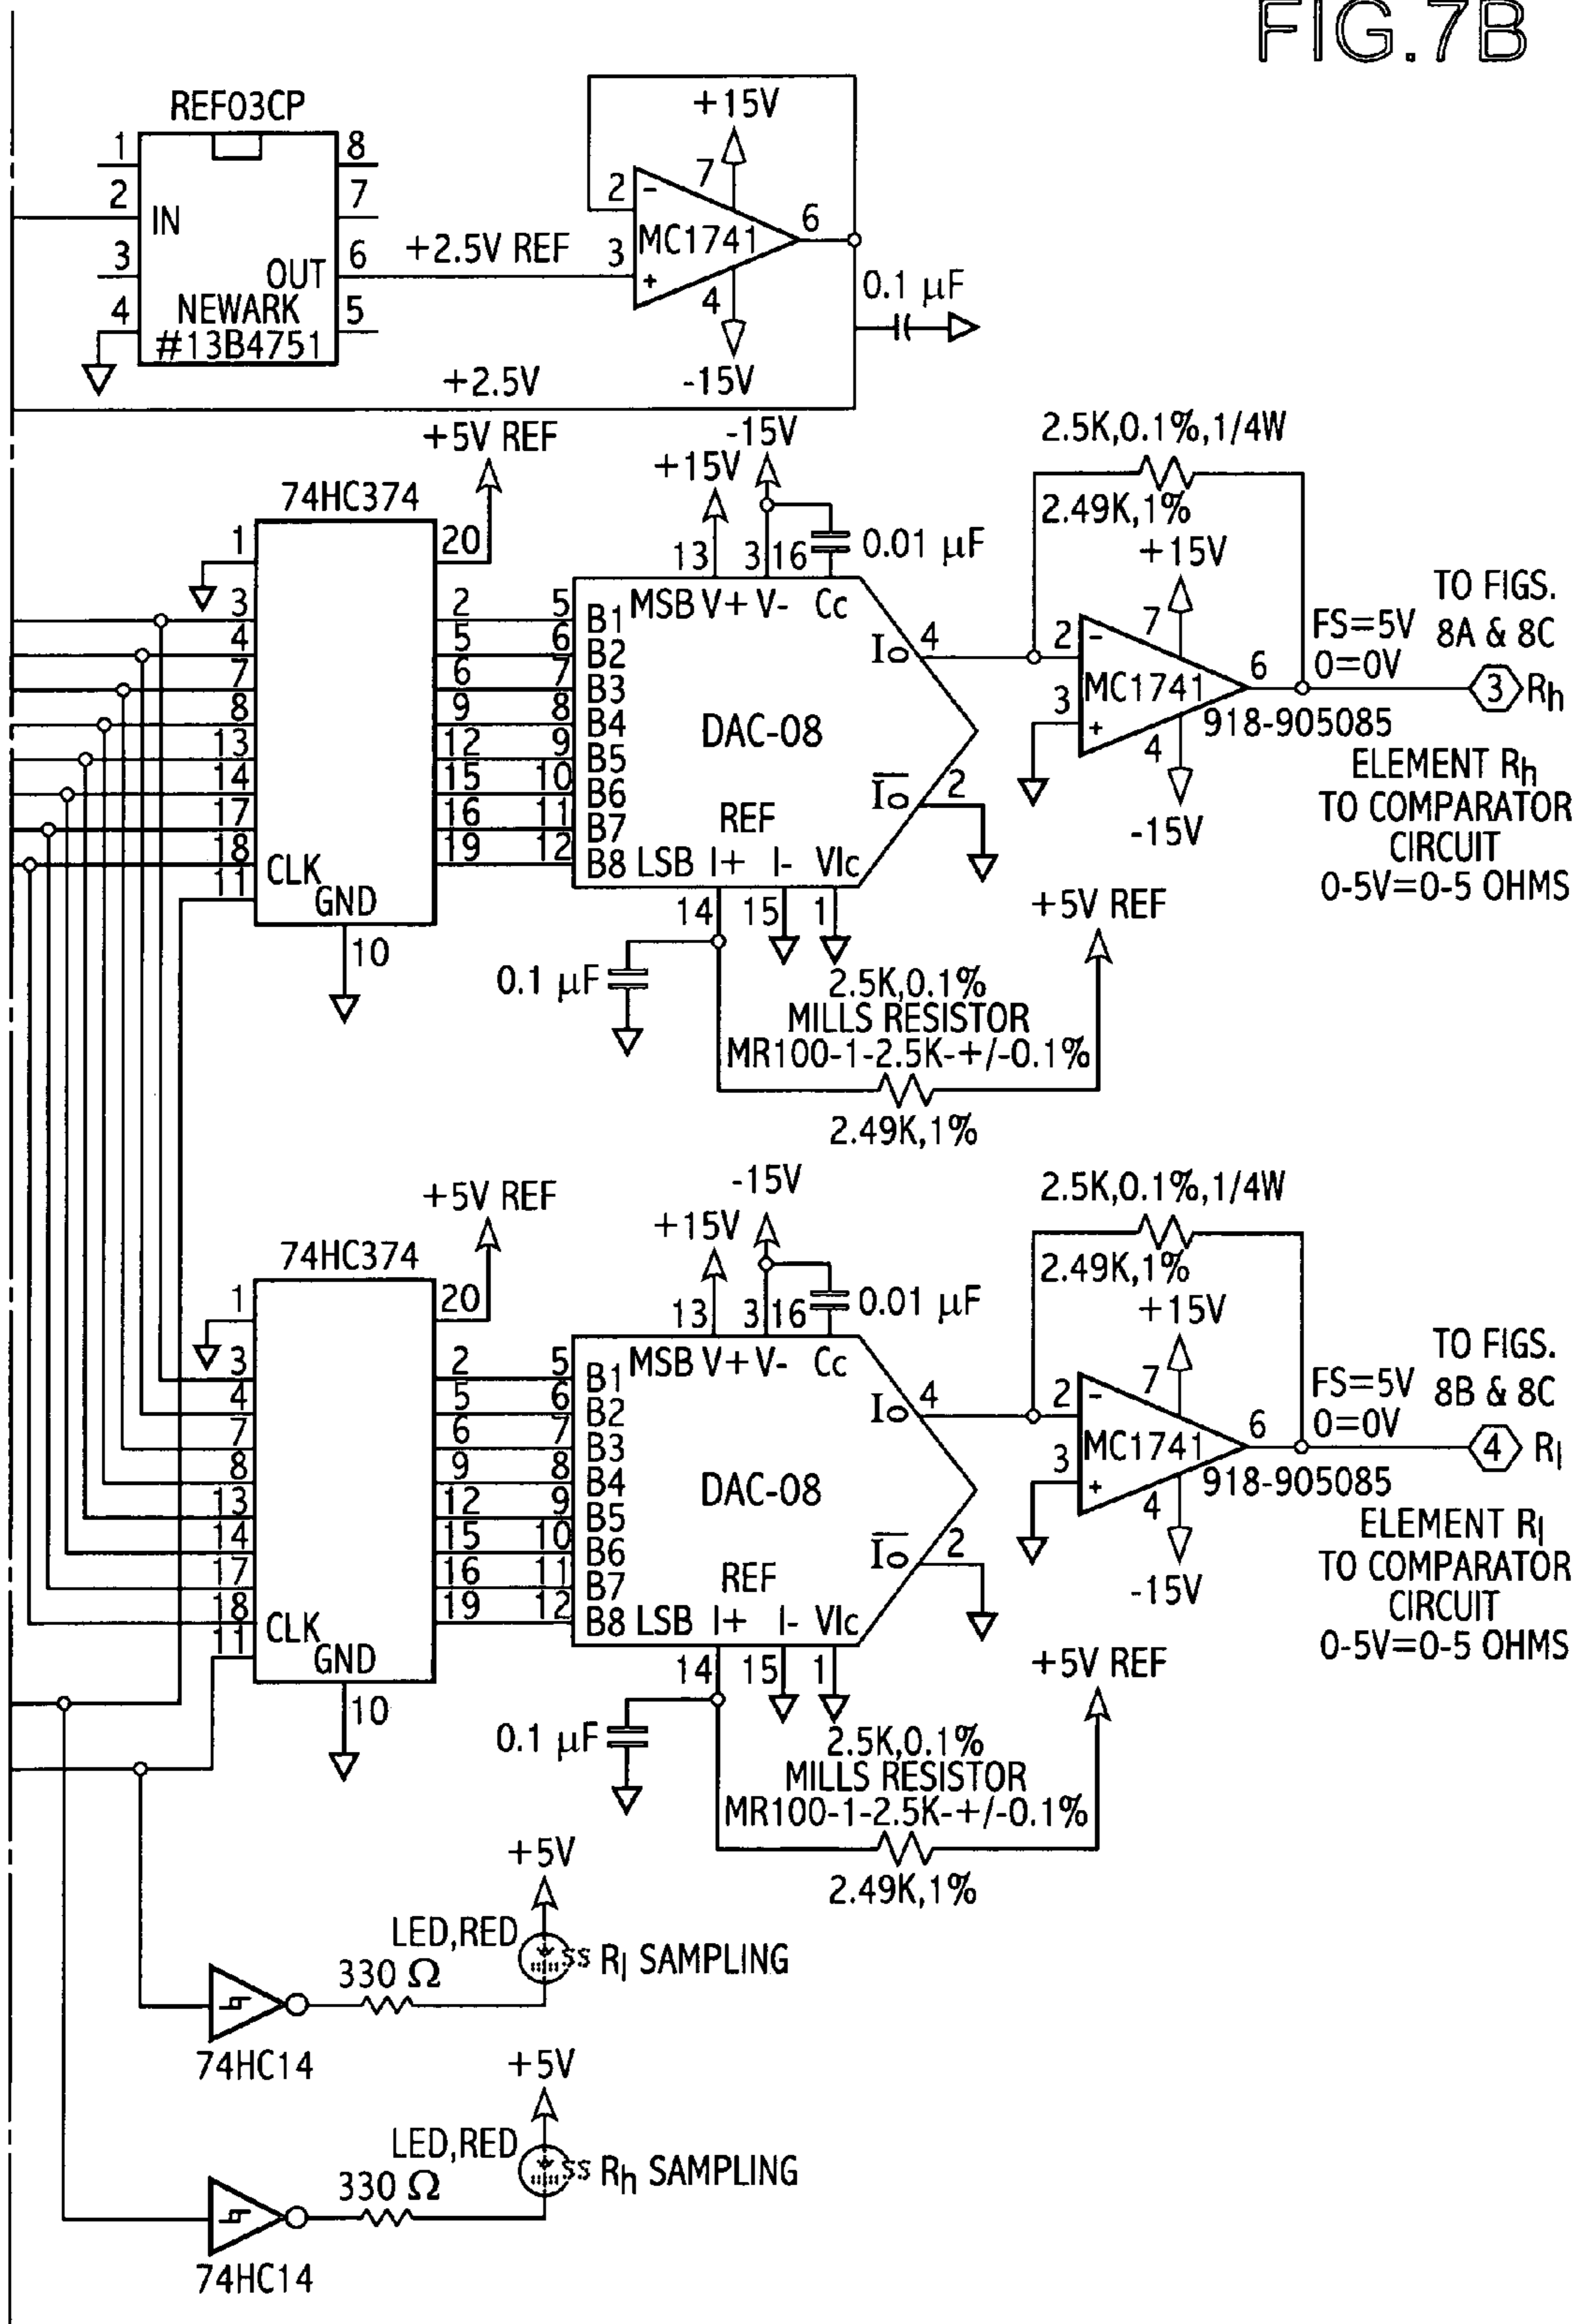 FIG.7B
REF03CP
1
8
2
7
IN
3
6
OUT
4
5
NEWARK
#13B4751
+2.5V REF
+15V
7
2
-
MC1741
6
3
+
4
-15V
0.1 µF
+2.5V
+5V REF
74HC374
1
20
3
2
4
5
7
6
8
9
13
12
14
15
17
16
18
19
11
CLK
GND
10
-15V
+15V
13
3
16
0.01 µF
MSB V+ V- Cc
5
B1
6
B2
7
B3
8
B4
9
B5
10
B6
11
B7
12
B8 LSB I+ I- Vlc
REF
DAC-08
Io
4
Io
2
14
15
1
0.1 µF
2.5K,0.1%
MILLS RESISTOR
MR100-1-2.5K-+/-0.1%
2.49K,1%
+5V REF
2.5K,0.1%,1/4W
2.49K,1%
+15V
7
2
-
MC1741
6
3
+
4
-15V
918-905085
FS=5V
0=0V
TO FIGS.
8A & 8C
3
Rh
ELEMENT Rh
TO COMPARATOR
CIRCUIT
0-5V=0-5 OHMS
+5V REF
74HC374
1
20
3
2
4
5
7
6
8
9
13
12
14
15
17
16
18
19
11
CLK
GND
10
-15V
+15V
13
3
16
0.01 µF
MSB V+ V- Cc
5
B1
6
B2
7
B3
8
B4
9
B5
10
B6
11
B7
12
B8 LSB I+ I- Vlc
REF
DAC-08
Io
4
Io
2
14
15
1
0.1 µF
2.5K,0.1%
MILLS RESISTOR
MR100-1-2.5K-+/-0.1%
2.49K,1%
+5V REF
2.5K,0.1%,1/4W
2.49K,1%
+15V
7
2
-
MC1741
6
3
+
4
-15V
918-905085
FS=5V
0=0V
TO FIGS.
8B & 8C
4
Rl
ELEMENT Rl
TO COMPARATOR
CIRCUIT
0-5V=0-5 OHMS
+5V
LED,RED
330 Ω
SS Rl SAMPLING
74HC14
+5V
LED,RED
330 Ω
SS Rh SAMPLING
74HC14